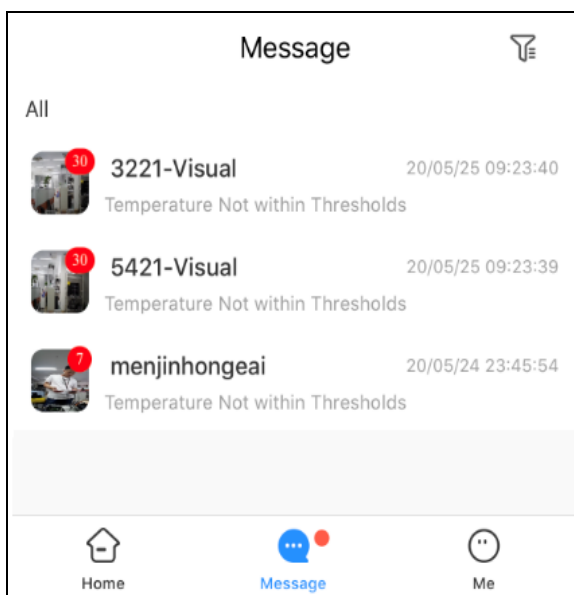 Message
All
30
3221-Visual 20/05/25 09:23:40
Temperature Not within Thresholds
30
5421-Visual 20/05/25 09:23:39
Temperature Not within Thresholds
7
menjinhongeai 20/05/24 23:45:54
Temperature Not within Thresholds
Home Message Me